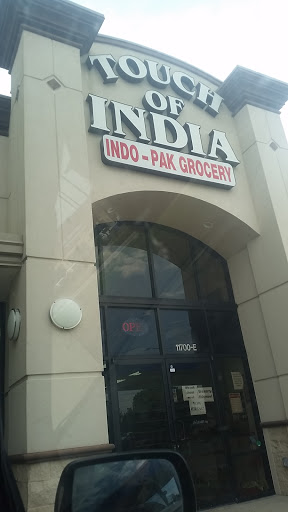 TOUCH
OF
INDIA
INDO-PAK GROCERY
OPEN
11700-E